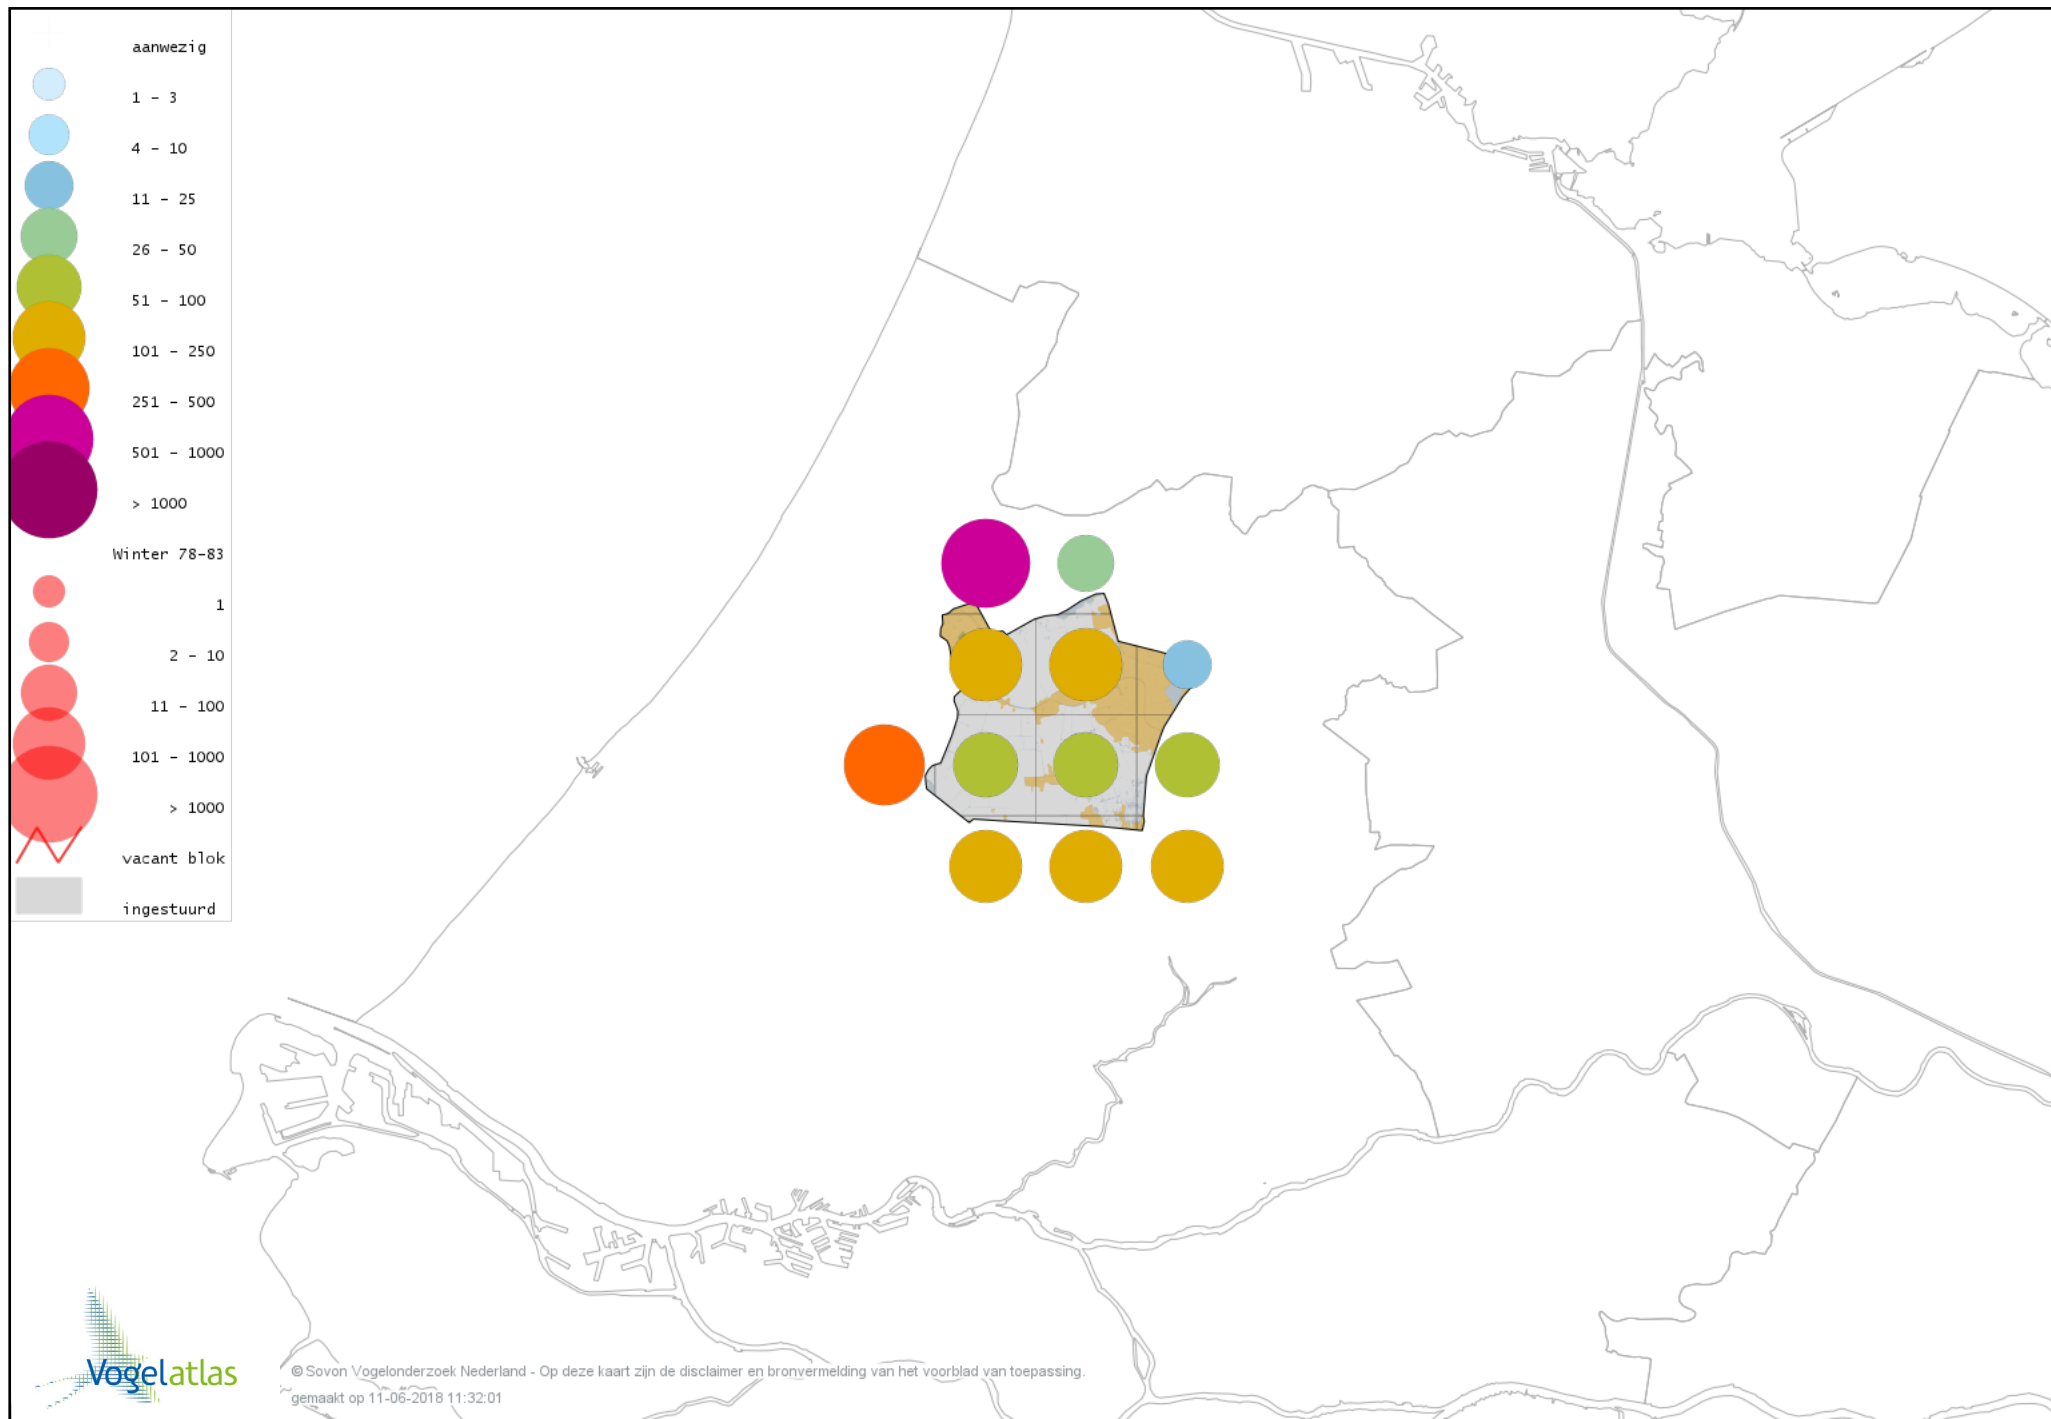 aanwezig
1 - 3
4 - 10
11 - 25
26 - 50
51 - 100
101 - 250
251 - 500
501 - 1000
> 1000
Winter 78-83
1
2 - 10
11 - 100
101 - 1000
> 1000
vacant blok
ingestuurd
Vogelatlas
© Sovon Vogelonderzoek Nederland - Op deze kaart zijn de disclaimer en bronvermelding van het voorblad van toepassing.
gemaakt op 11-06-2018 11:32:01